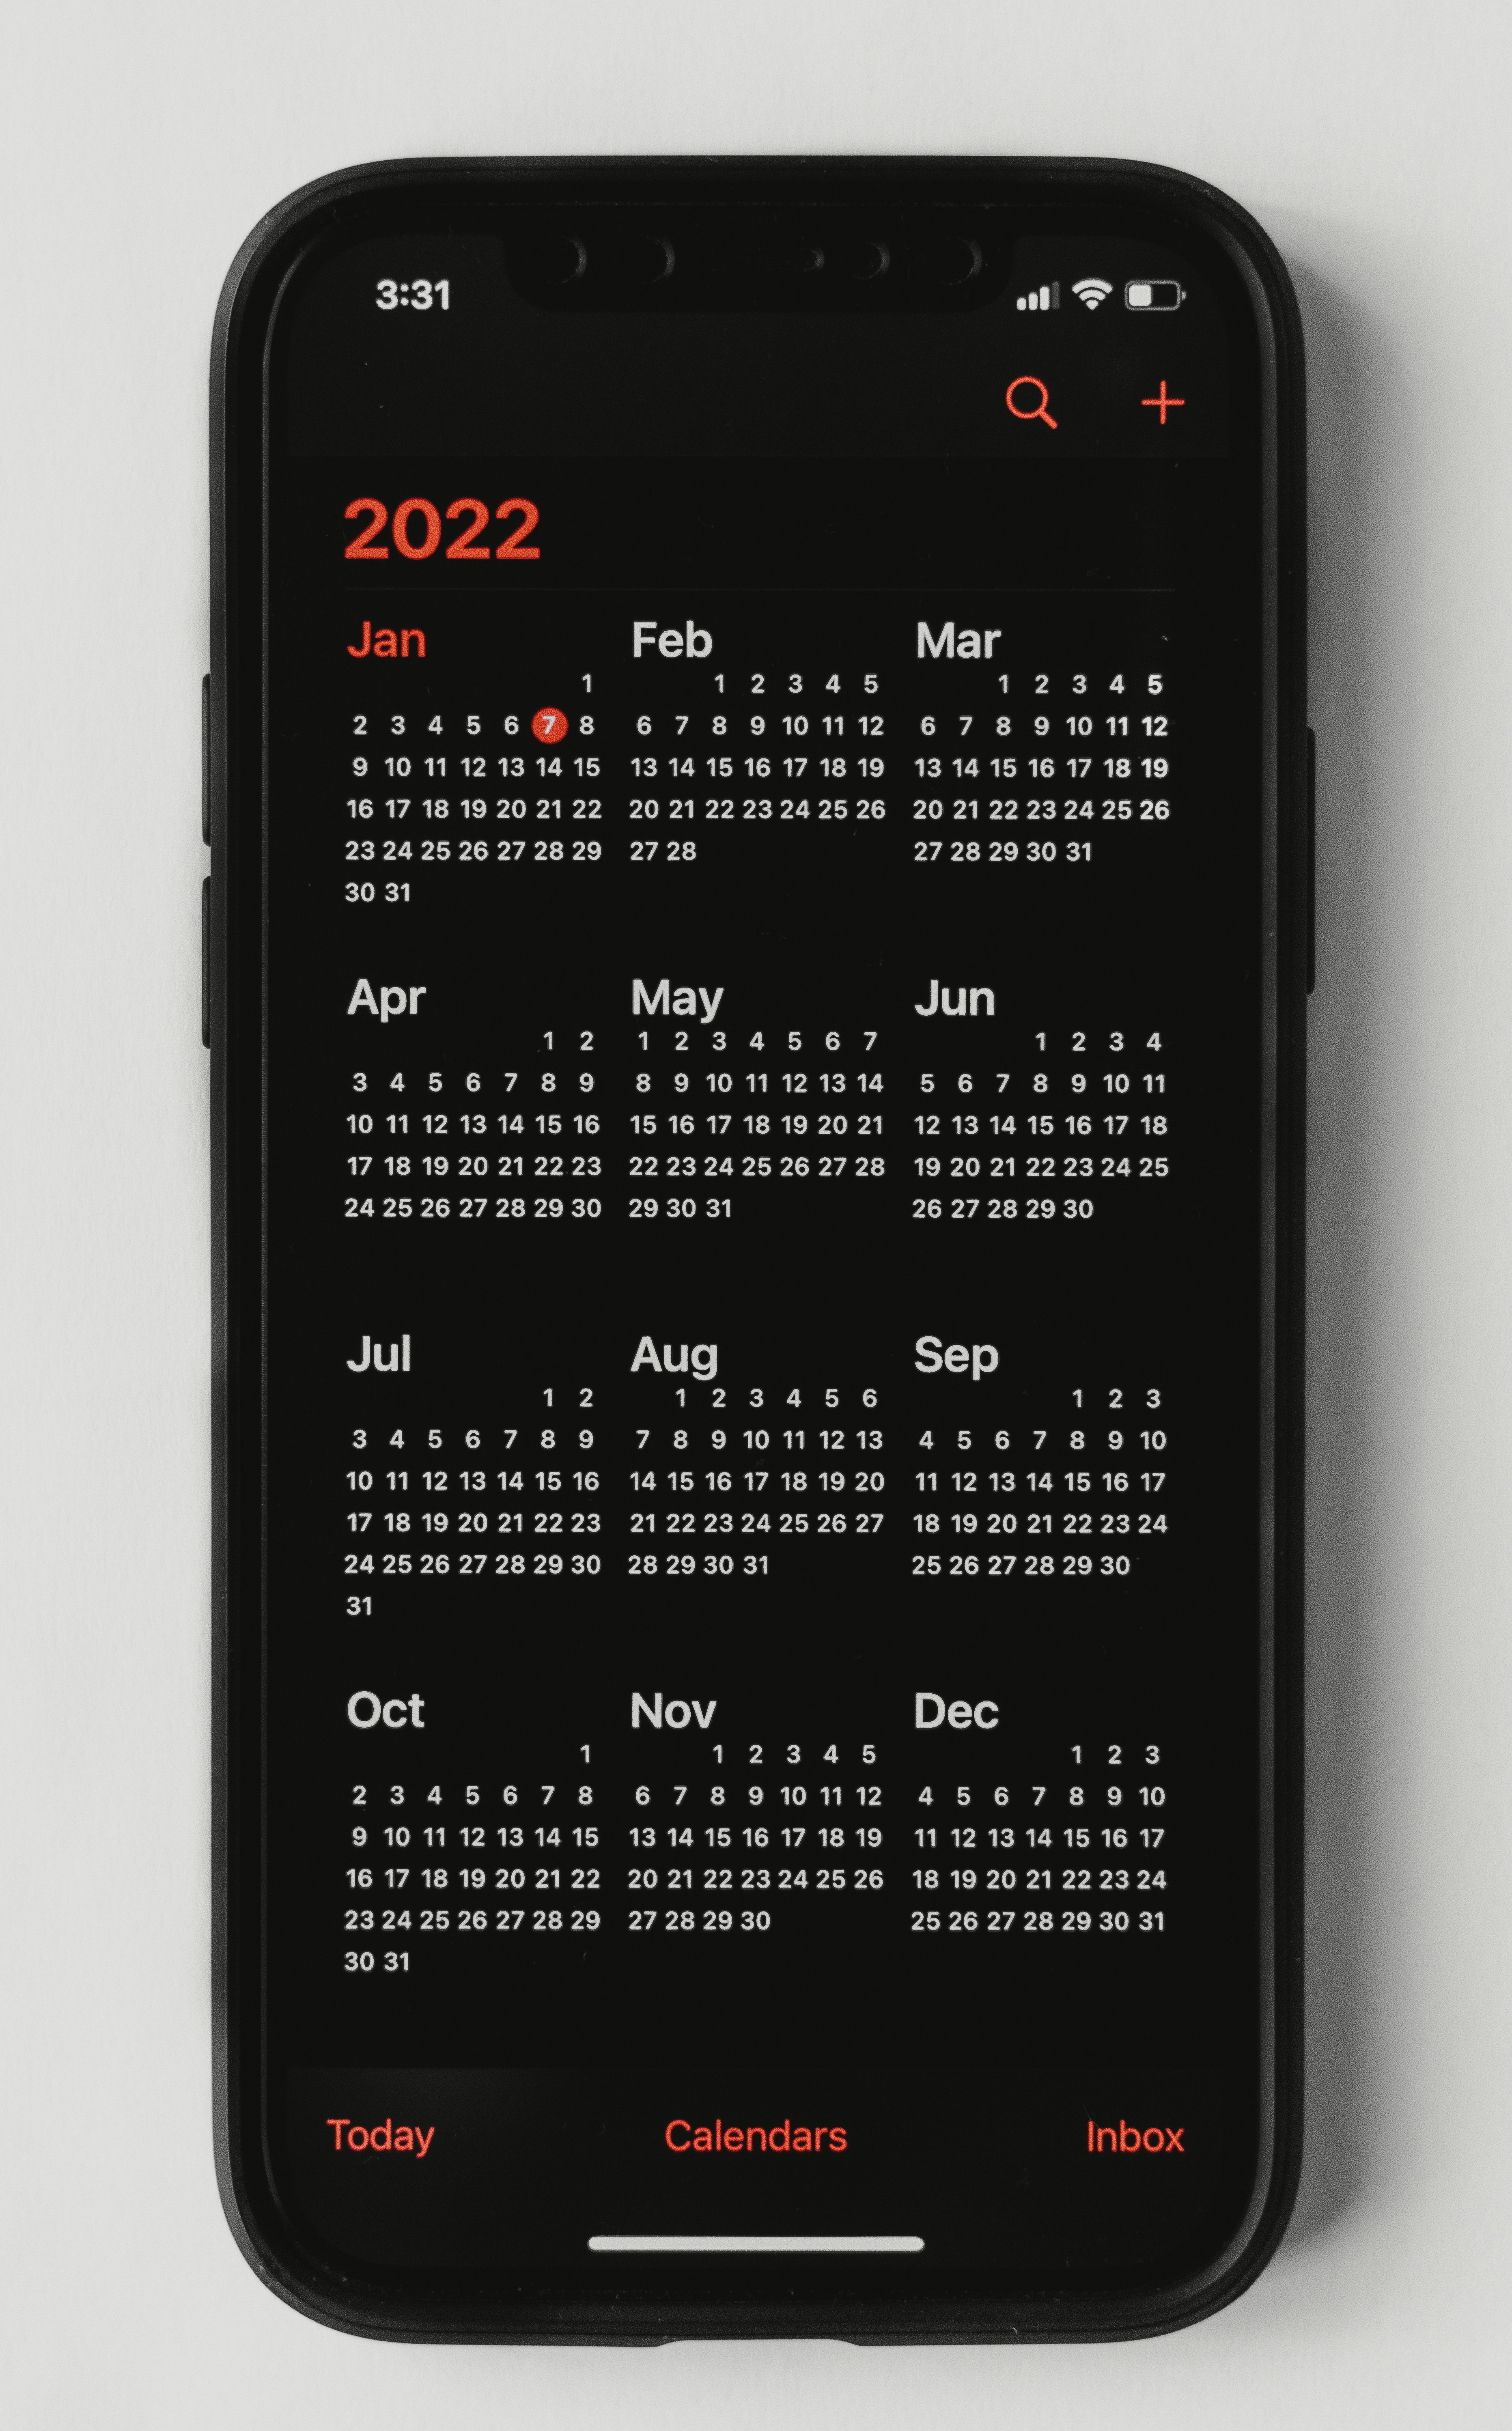 3:31
2022
Jan Feb Mar
1 1 2 3 4 5 1 2 3 4 5
2 3 4 5 6 7 8 6 7 8 9 10 11 12 6 7 8 9 10 11 12
9 10 11 12 13 14 15 13 14 15 16 17 18 19 13 14 15 16 17 18 19
16 17 18 19 20 21 22 20 21 22 23 24 25 26 20 21 22 23 24 25 26
23 24 25 26 27 28 29 27 28 27 28 29 30 31
30 31
Apr May Jun
1 2 1 2 3 4 5 6 7 1 2 3 4
3 4 5 6 7 8 9 8 9 10 11 12 13 14 5 6 7 8 9 10 11
10 11 12 13 14 15 16 15 16 17 18 19 20 21 12 13 14 15 16 17 18
17 18 19 20 21 22 23 22 23 24 25 26 27 28 19 20 21 22 23 24 25
24 25 26 27 28 29 30 29 30 31 26 27 28 29 30
Jul Aug Sep
1 2 1 2 3 4 5 6 1 2 3
3 4 5 6 7 8 9 7 8 9 10 11 12 13 4 5 6 7 8 9 10
10 11 12 13 14 15 16 14 15 16 17 18 19 20 11 12 13 14 15 16 17
17 18 19 20 21 22 23 21 22 23 24 25 26 27 18 19 20 21 22 23 24
24 25 26 27 28 29 30 28 29 30 31 25 26 27 28 29 30
31
Oct Nov Dec
1 1 2 3 4 5 1 2 3
2 3 4 5 6 7 8 6 7 8 9 10 11 12 4 5 6 7 8 9 10
9 10 11 12 13 14 15 13 14 15 16 17 18 19 11 12 13 14 15 16 17
16 17 18 19 20 21 22 20 21 22 23 24 25 26 18 19 20 21 22 23 24
23 24 25 26 27 28 29 27 28 29 30 25 26 27 28 29 30 31
30 31
Today Calendars Inbox